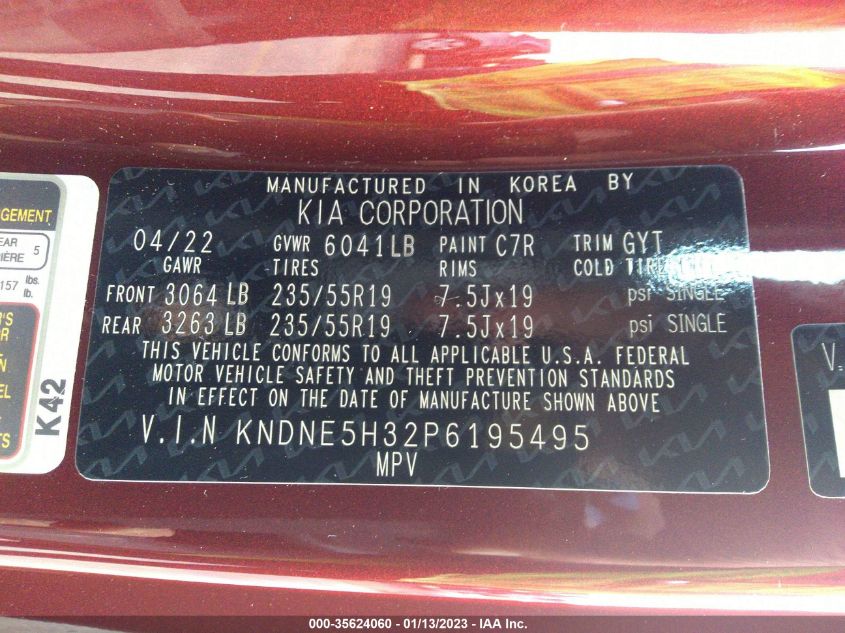 MANUFACTURED IN KOREA BY
KIA CORPORATION
04/22 GVWR 6041LB PAINT C7R TRIM GYT
GAWR TIRES RIMS COLD
FRONT 3064 LB 235/55R19 7.5Jx19 psi SINGLE
REAR 3263 LB 235/55R19 7.5Jx19 psi SINGLE
THIS VEHICLE CONFORMS TO ALL APPLICABLE U.S.A. FEDERAL
MOTOR VEHICLE SAFETY AND THEFT PREVENTION STANDARDS
IN EFFECT ON THE DATE OF MANUFACTURE SHOWN ABOVE
V.I.N KNDNE5H32P6195495
MPV
5
157 lbs.
lb.
K42
V.
000-35624060 - 01/13/2023 - IAA Inc.